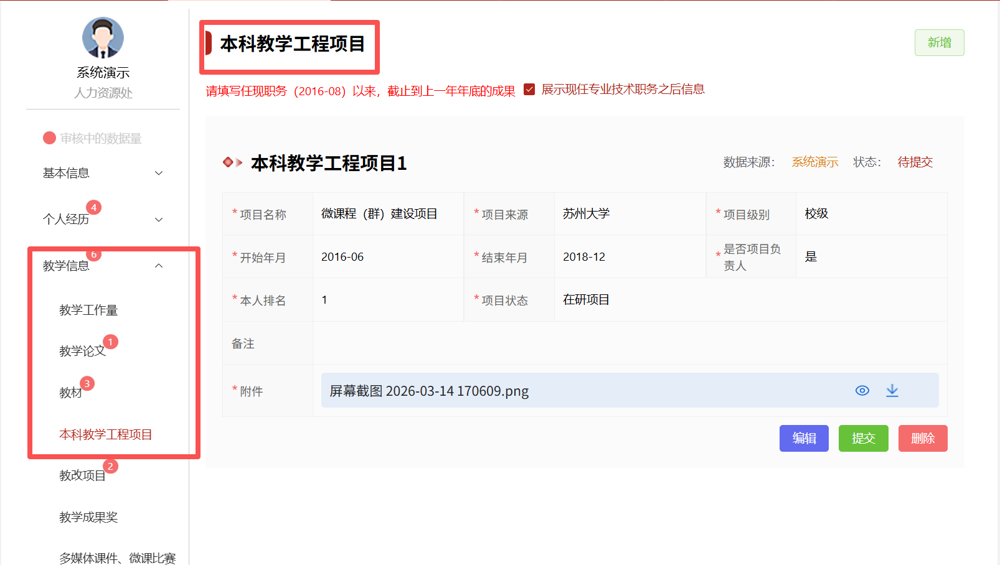 系统演示
人力资源处
审核中的数据量
基本信息
个人经历
4
教学信息
6
教学工作量
教学论文
1
教材
3
本科教学工程项目
教改项目
2
教学成果奖
多媒体课件、微课比赛
本科教学工程项目
新增
请填写任现职务（2016-08）以来，截止到上一年年底的成果 展示现任专业技术职务之后信息
本科教学工程项目1
数据来源： 系统演示 状态： 待提交
*项目名称 微课程（群）建设项目 *项目来源 苏州大学 *项目级别 校级
*开始年月 2016-06 *结束年月 2018-12 *是否项目负
责人 是
*本人排名 1 *项目状态 在研项目
备注
*附件 屏幕截图 2026-03-14 170609.png
编辑 提交 删除